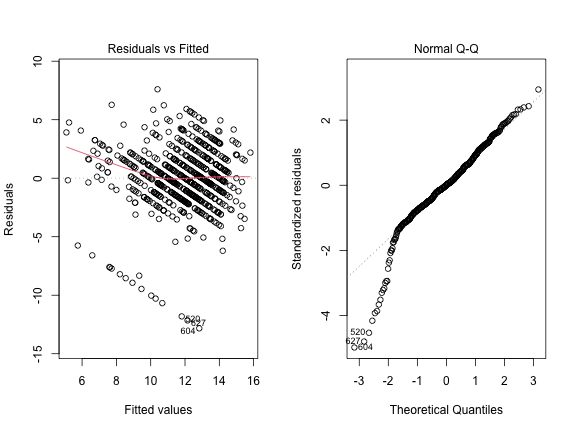 Residuals vs Fitted
Residuals
10
5
0
-5
-10
-15
520
627
604
6 8 10 12 14 16
Fitted values
Normal Q-Q
Standardized residuals
2
0
-2
-4
520
627
604
-3 -2 -1 0 1 2 3
Theoretical Quantiles